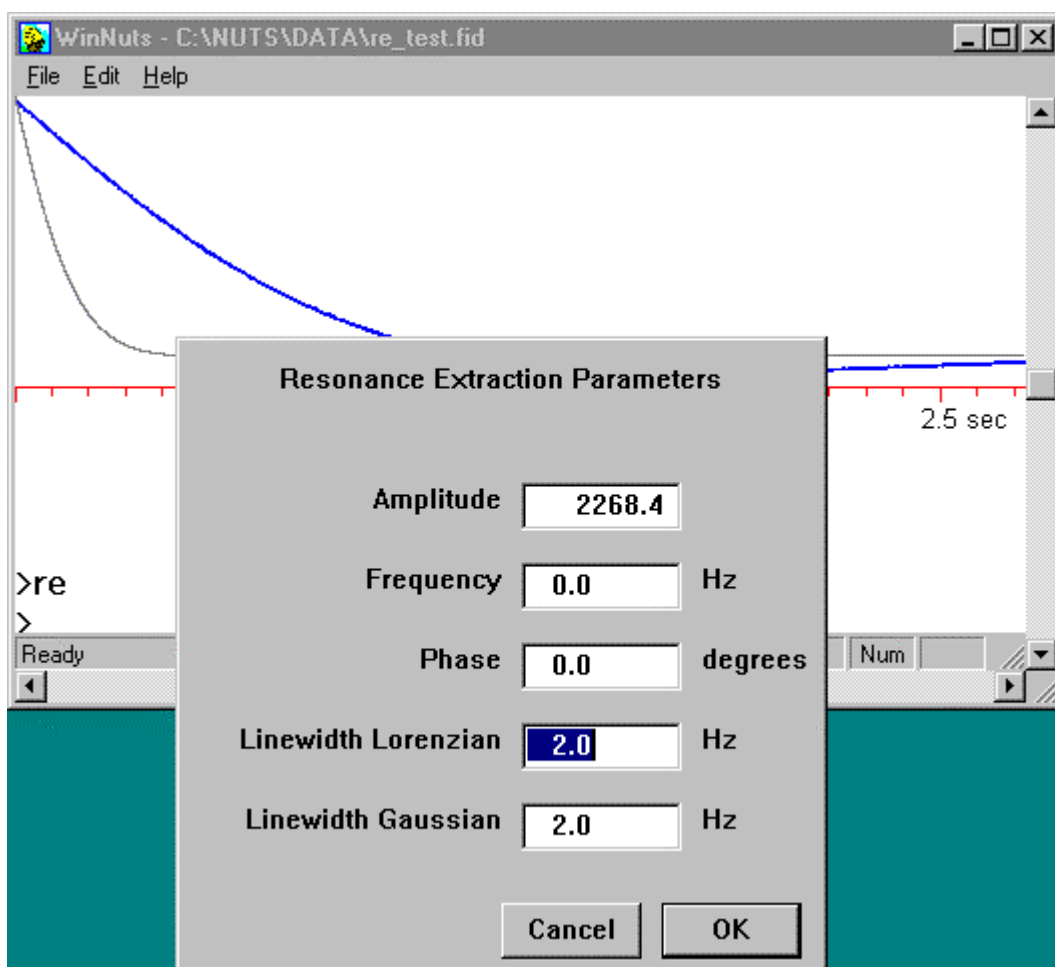 WinNuts - C:\NUTS\DATA\re_test.fid
File Edit Help
2.5 sec
>re
>
Ready
Num
Resonance Extraction Parameters
Amplitude 2268.4
Frequency 0.0 Hz
Phase 0.0 degrees
Linewidth Lorenzian 2.0 Hz
Linewidth Gaussian 2.0 Hz
Cancel OK